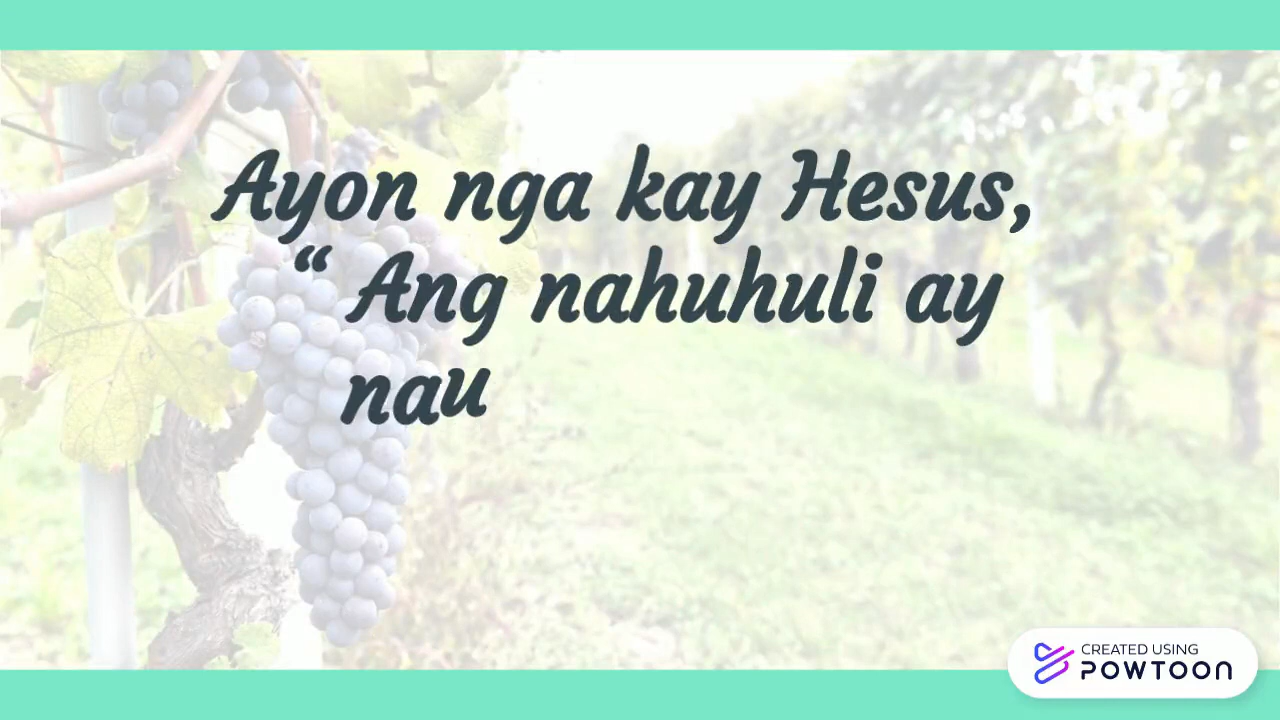 Ayon nga kay Hesus,
“ Ang nahuhuli ay
nau
CREATED USING
POWTOON